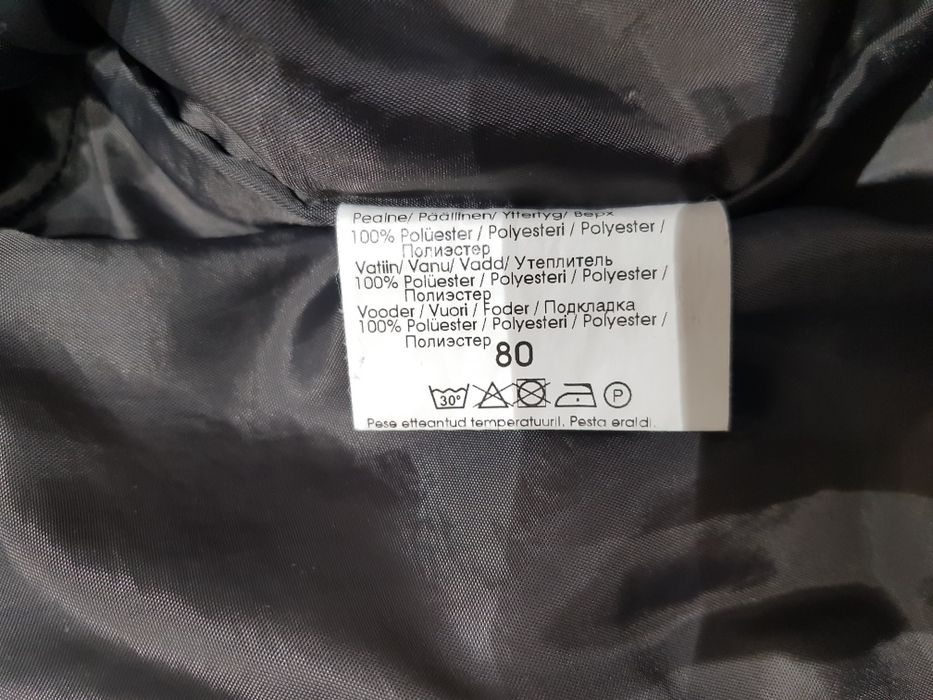 Pealne/ Päällinen/ Yttertyg/ Верх
100% Polüester / Polyesteri / Polyester /
Полиэстер
Vatiin/ Vanu/ Vadd/ Утеплитель
100% Polüester / Polyesteri / Polyester /
Полиэстер
Vooder / Vuori / Foder / Подкладка
100% Polüester / Polyesteri / Polyester /
Полиэстер
80
30° P
Pese etteantud temperatuuril. Pesta eraldi.